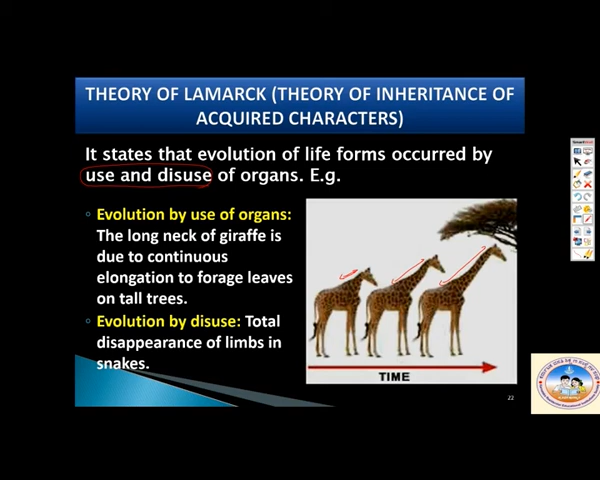 THEORY OF LAMARCK (THEORY OF INHERITANCE OF
ACQUIRED CHARACTERS)
It states that evolution of life forms occurred by
use and disuse of organs. E.g.
Evolution by use of organs:
The long neck of giraffe is
due to continuous
elongation to forage leaves
on tall trees.
Evolution by disuse: Total
disappearance of limbs in
snakes.
TIME
22